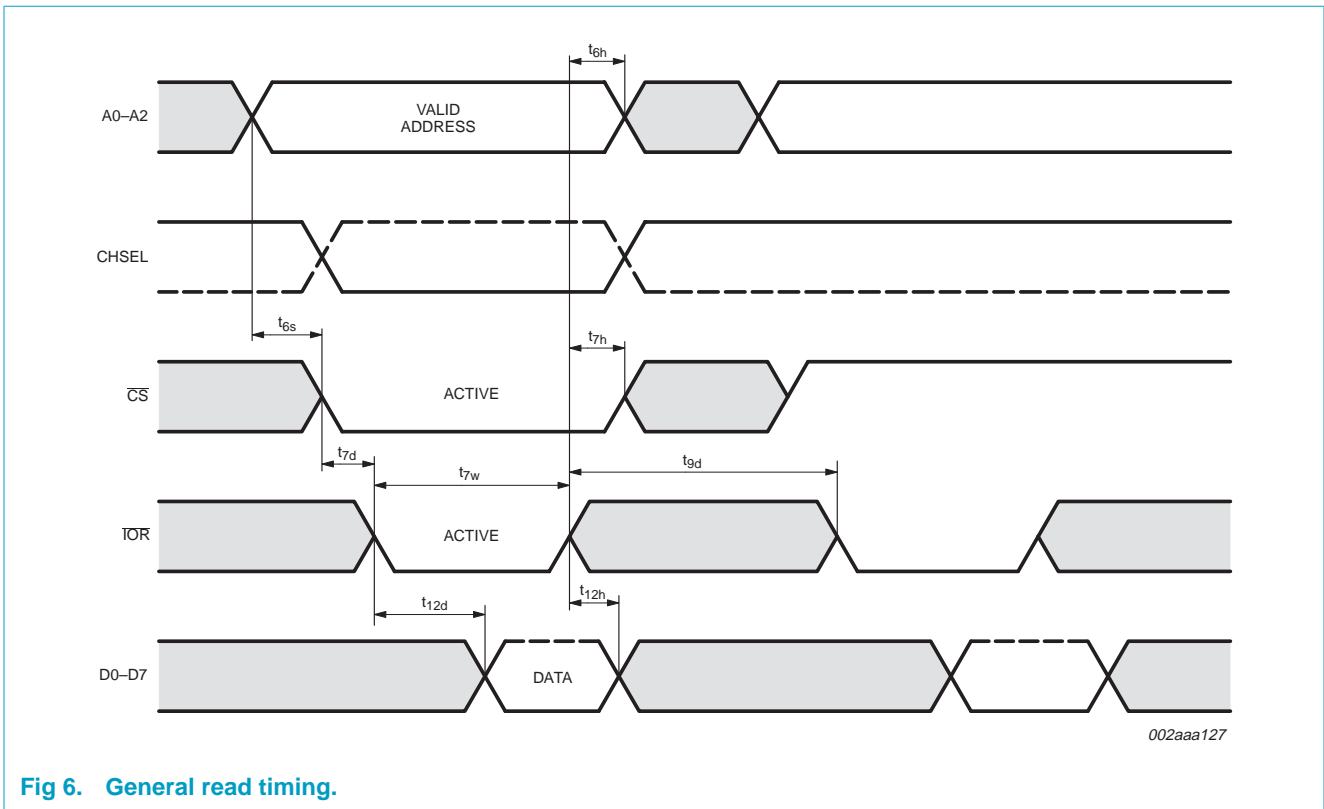 t6h
A0–A2
VALID
ADDRESS
CHSEL
t6s
t7h
CS
ACTIVE
t7d
t7w
t9d
IOR
ACTIVE
t12d
t12h
D0–D7
DATA
002aaa127
Fig 6. General read timing.